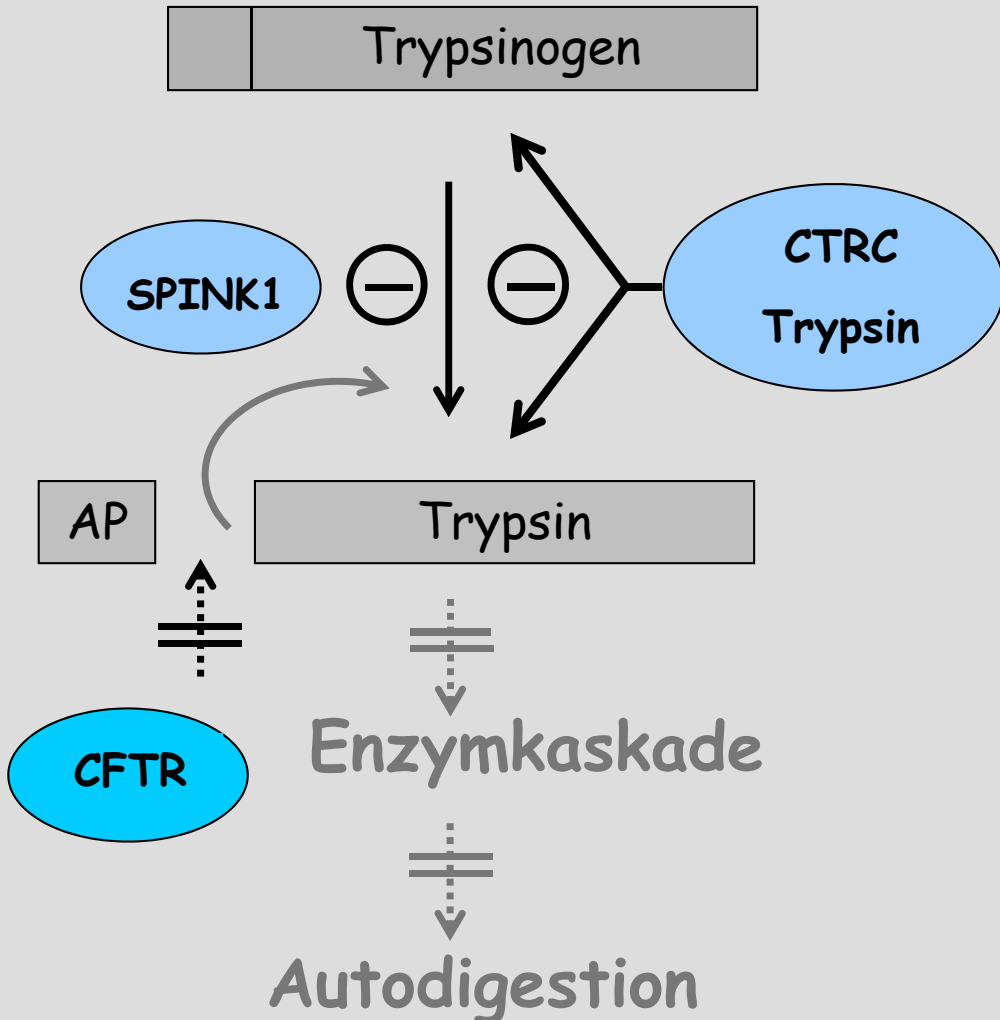 Trypsinogen
SPINK1
CTRC
Trypsin
AP
Trypsin
CFTR
Enzymkaskade
Autodigestion